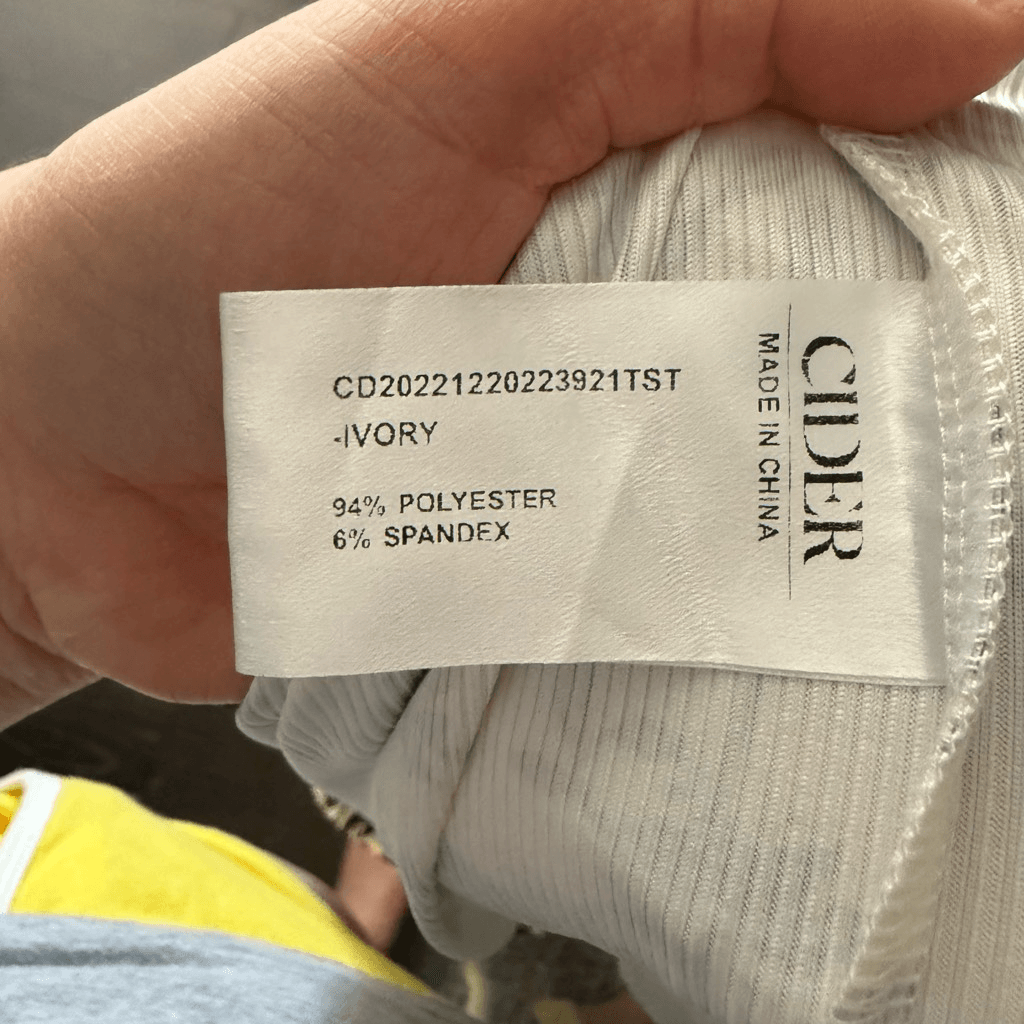 CD20221220223921TST
-IVORY
94% POLYESTER
6% SPANDEX
CIDER
MADE IN CHINA